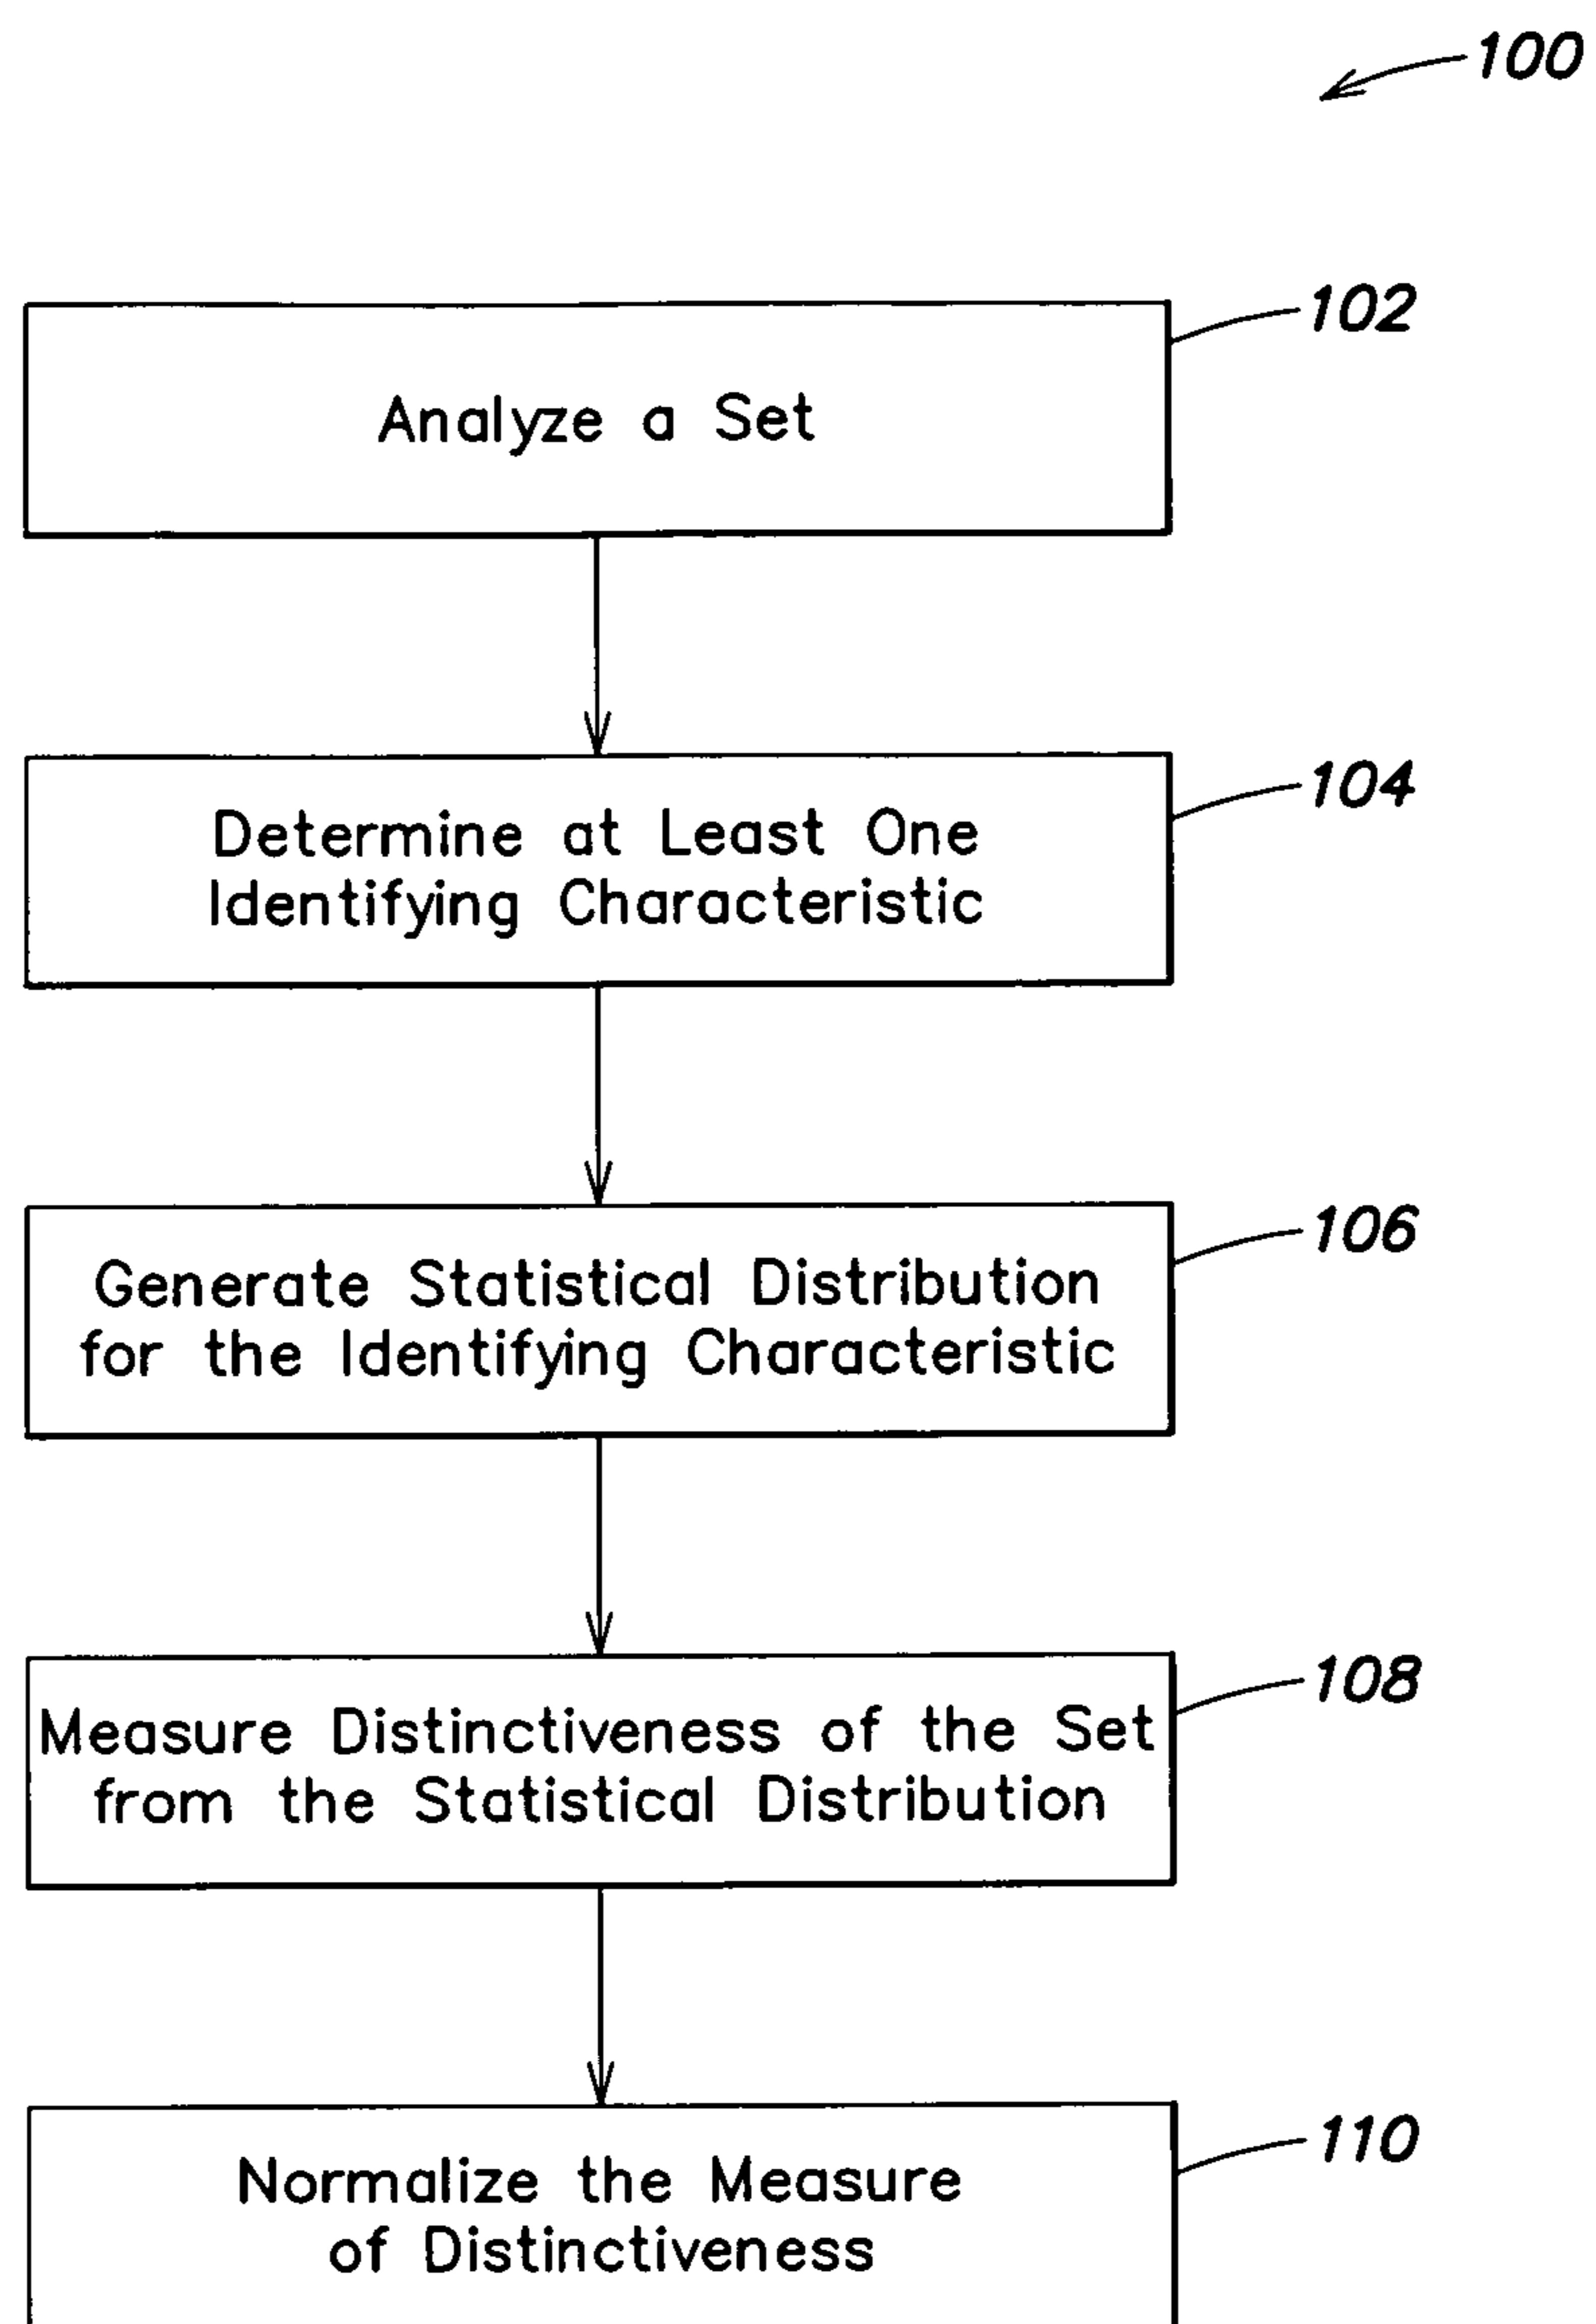 100
102
Analyze a Set
104
Determine at Least One
Identifying Characteristic
106
Generate Statistical Distribution
for the Identifying Characteristic
108
Measure Distinctiveness of the Set
from the Statistical Distribution
110
Normalize the Measure
of Distinctiveness